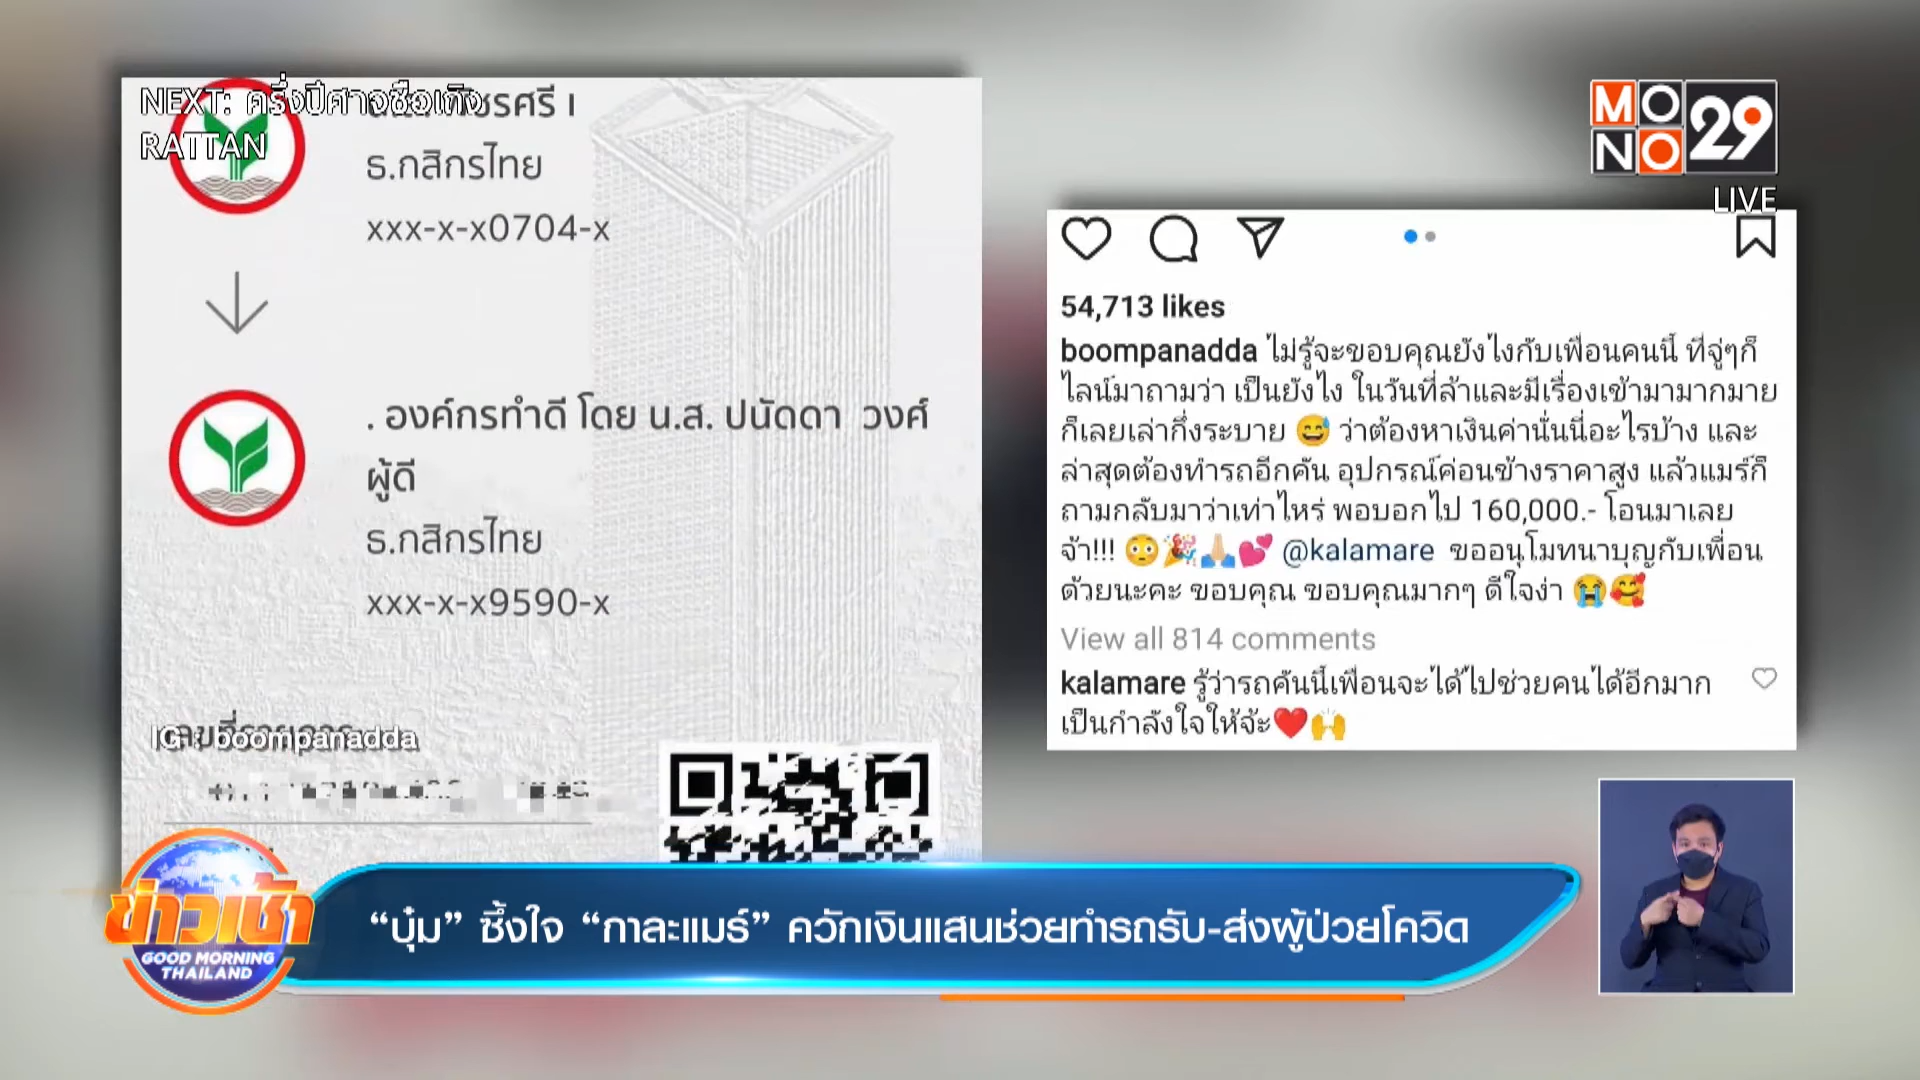 NEXT: ครึ่งปีศาจซือเถิง
RATTAN
ธ.กสิกรไทย
xxx-x-x0704-x
. องค์กรทำดี โดย น.ส. ปนัดดา วงศ์
ผู้ดี
ธ.กสิกรไทย
xxx-x-x9590-x
เลขที่รายการ
IG : boompanadda
MONO 29
LIVE
54,713 likes
boompanadda ไม่รู้จะขอบคุณยังไงกับเพื่อนคนนี้ ที่จู่ๆก็
ไลน์มาถามว่า เป็นยังไง ในวันที่ล้าและมีเรื่องเข้ามามากมาย
ก็เลยเล่ากึ่งระบาย 😅 ว่าต้องหาเงินค่านั่นนี่อะไรบ้าง และ
ล่าสุดต้องทำรถอีกคัน อุปกรณ์ค่อนข้างราคาสูง แล้วแมร์ก็
ถามกลับมาว่าเท่าไหร่ พอบอกไป 160,000.- โอนมาเลย
จ้า!!! 😳🎉🙏🏼💕 @kalamare ขออนุโมทนาบุญกับเพื่อน
ด้วยนะคะ ขอบคุณ ขอบคุณมากๆ ดีใจง่า 😭🥰
View all 814 comments
kalamare รู้ว่ารถคันนี้เพื่อนจะได้ไปช่วยคนได้อีกมาก
เป็นกำลังใจให้จ้ะ❤️🙌
ข่าวเช้า
GOOD MORNING
THAILAND
“บุ๋ม” ซึ้งใจ “กาละแมร์” ควักเงินแสนช่วยทำรถรับ-ส่งผู้ป่วยโควิด